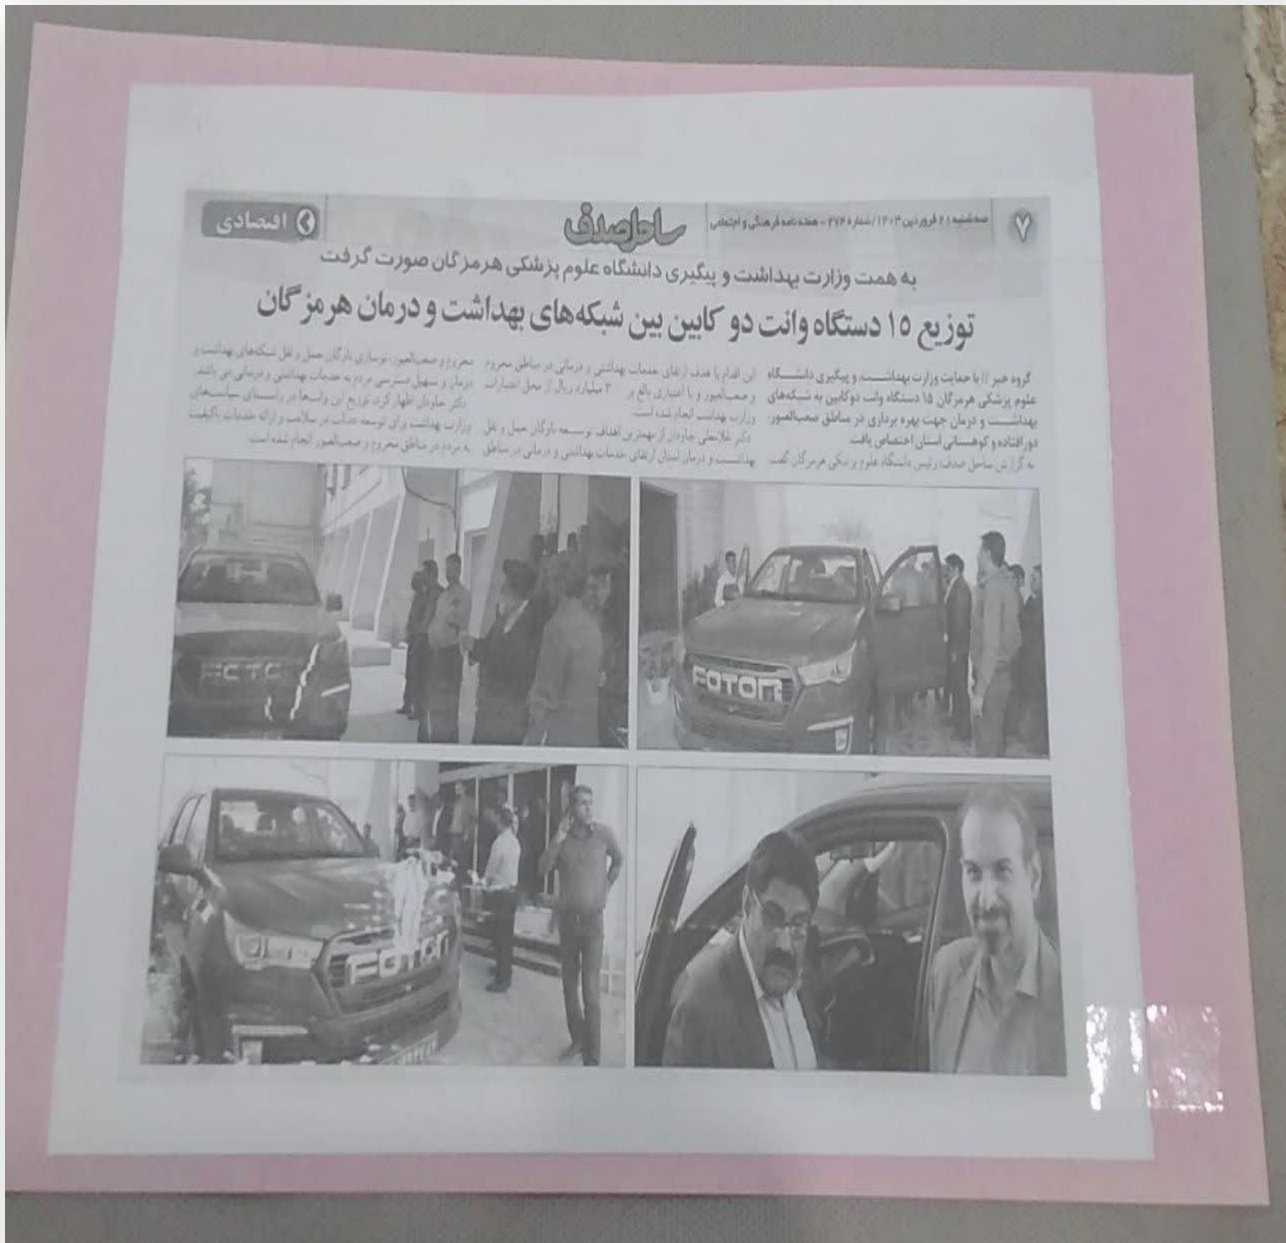 ۷
سه شنبه ۲۱ فروردین ۱۴۰۳ / شماره ۲۷۴ - هفته نامه فرهنگی و اجتماعی
ساحل صدف
اقتصادی
به همت وزارت بهداشت و پیگیری دانشگاه علوم پزشکی هرمزگان صورت گرفت
توزیع ۱۵ دستگاه وانت دو کابین بین شبکه‌های بهداشت و درمان هرمزگان
گروه خبر // با حمایت وزارت بهداشت، و پیگیری دانشگاه
علوم پزشکی هرمزگان ۱۵ دستگاه وانت دوکابین به شبکه‌های
بهداشت و درمان جهت بهره برداری در مناطق صعب‌العبور،
دورافتاده و کوهستانی استان اختصاص یافت.
به گزارش ساحل صدف، رئیس دانشگاه علوم پزشکی هرمزگان گفت:
این اقدام با هدف ارتقای خدمات بهداشتی و درمانی در مناطق محروم
و صعب‌العبور و با اعتباری بالغ بر ۳ میلیارد ریال از محل اعتبارات
وزارت بهداشت انجام شده است.
دکتر غلامعلی جاودان از مهمترین اهداف توسعه ناوگان حمل و نقل
بهداشت و درمان استان ارتقای خدمات بهداشتی و درمانی در مناطق
محروم و صعب‌العبور، نوسازی ناوگان حمل و نقل شبکه‌های بهداشت و
درمان و تسهیل دسترسی مردم به خدمات بهداشتی و درمانی می باشد.
دکتر جاودان اظهار کرد: توزیع این وانت‌ها در راستای سیاست‌های
وزارت بهداشت برای توسعه عدالت در سلامت و ارائه خدمات باکیفیت
به مردم در مناطق محروم و صعب‌العبور انجام شده است.
FOTON
FOTON